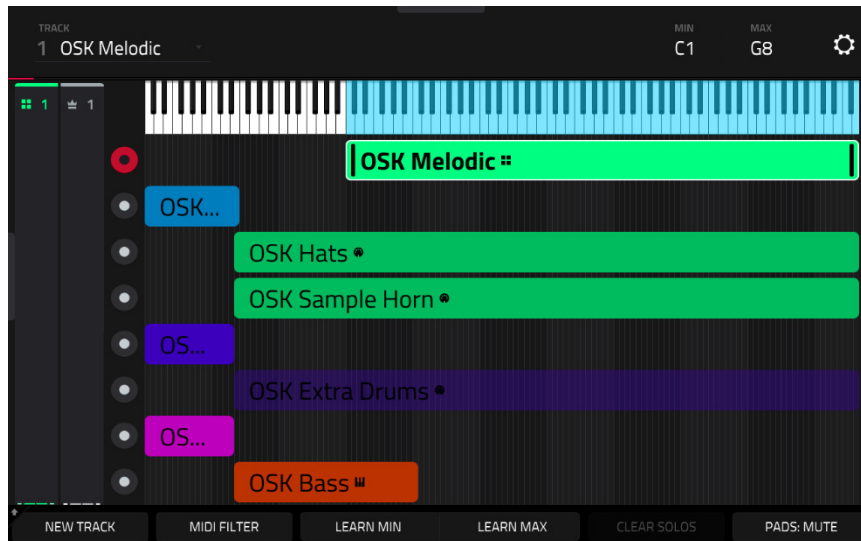 TRACK
1 OSK Melodic
MIN
C1
MAX
G8
1
1
OSK Melodic
OSK...
OSK Hats
OSK Sample Horn
OS...
OSK Extra Drums
OS...
OSK Bass
NEW TRACK
MIDI FILTER
LEARN MIN
LEARN MAX
CLEAR SOLOS
PADS: MUTE